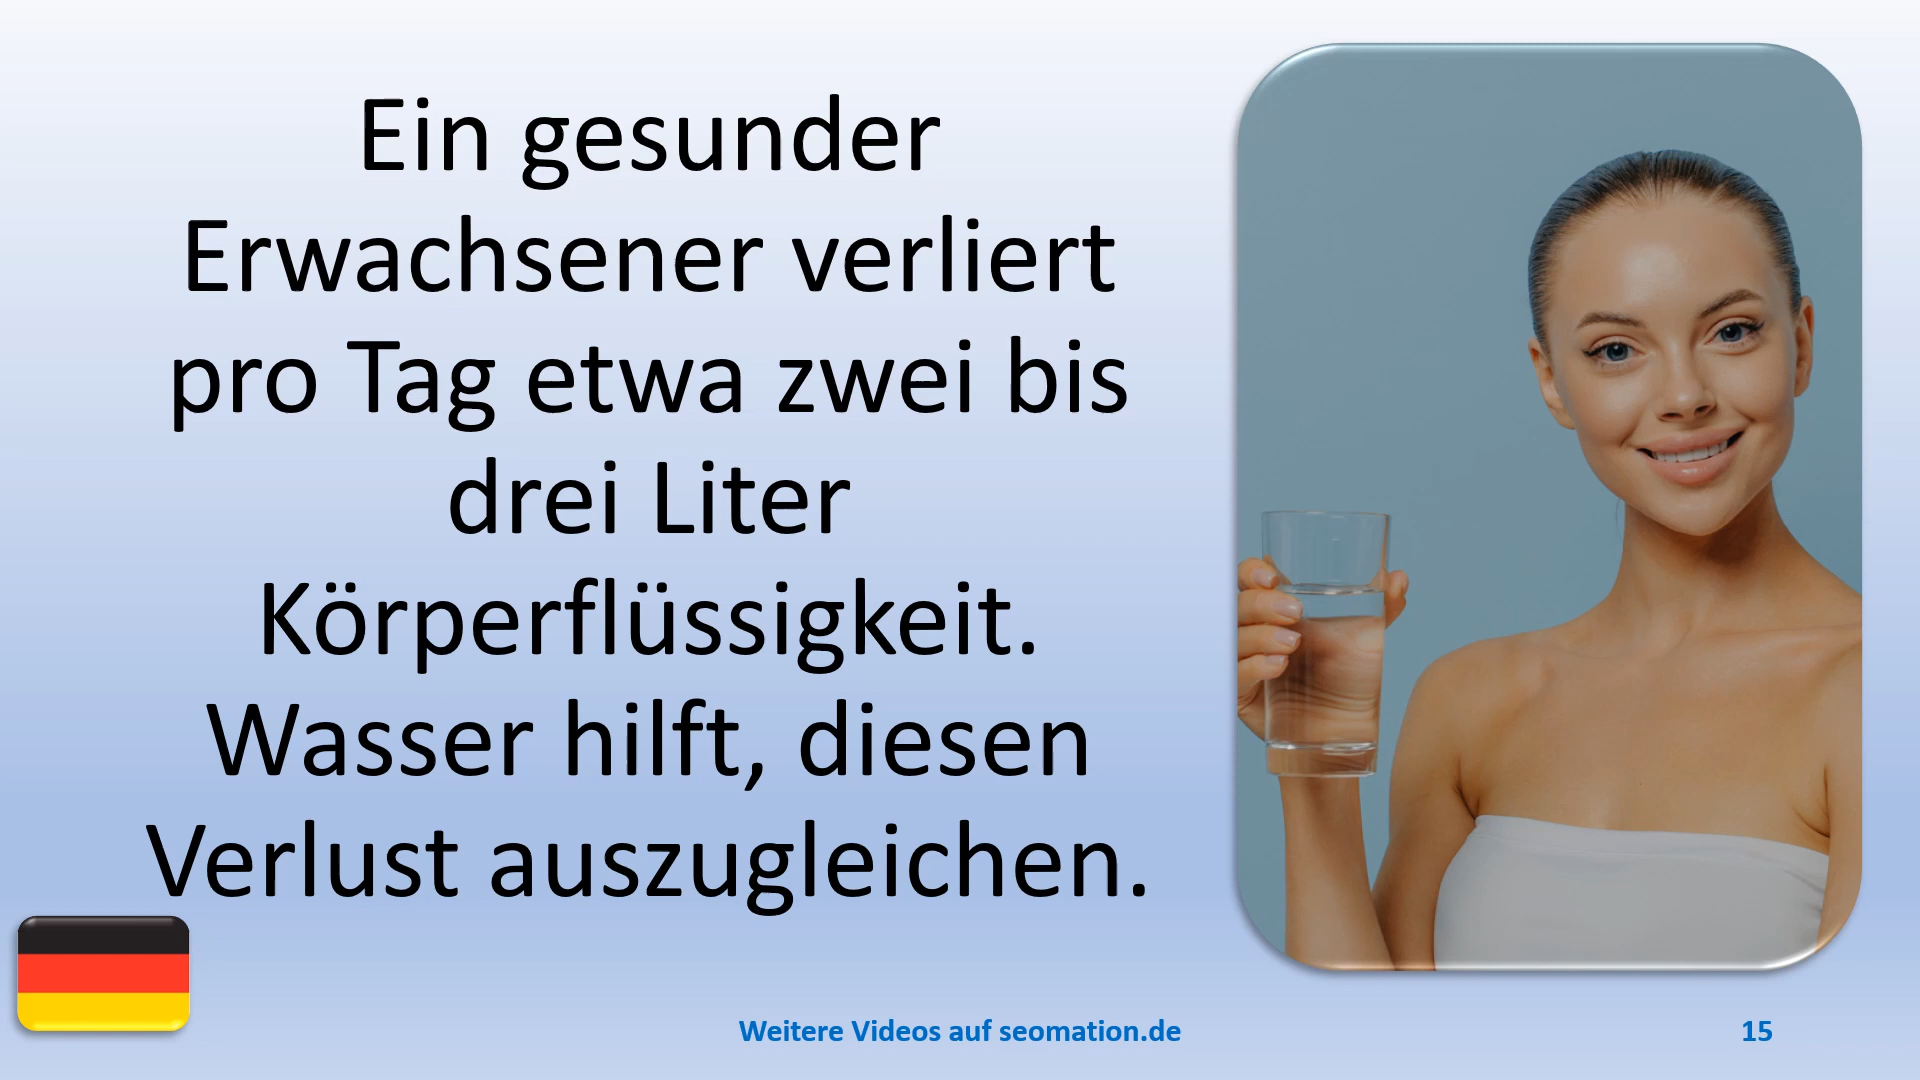 Ein gesunder
Erwachsener verliert
pro Tag etwa zwei bis
drei Liter
Körperflüssigkeit.
Wasser hilft, diesen
Verlust auszugleichen.
Weitere Videos auf seomation.de
15